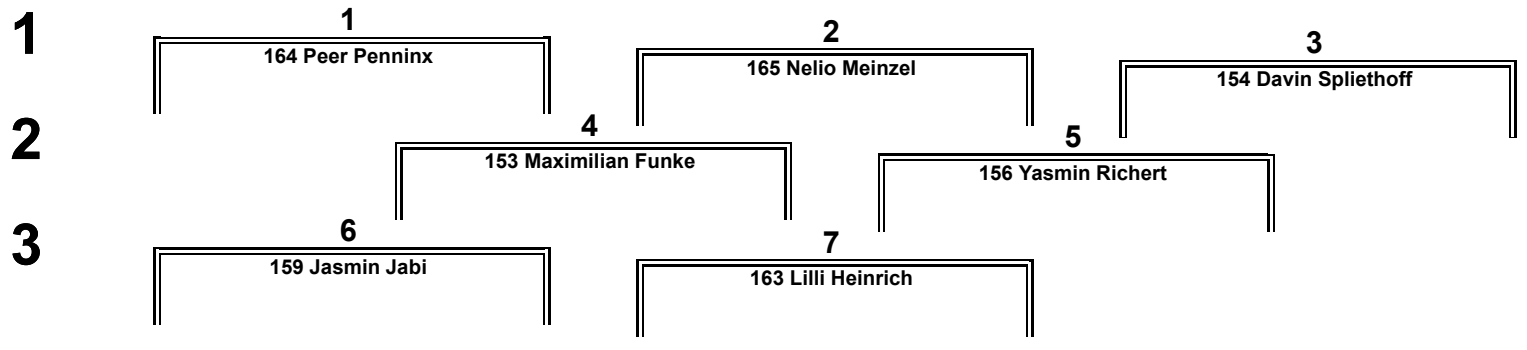 1
1
164 Peer Penninx
2
165 Nelio Meinzel
3
154 Davin Spliethoff
2
4
153 Maximilian Funke
5
156 Yasmin Richert
3
6
159 Jasmin Jabi
7
163 Lilli Heinrich